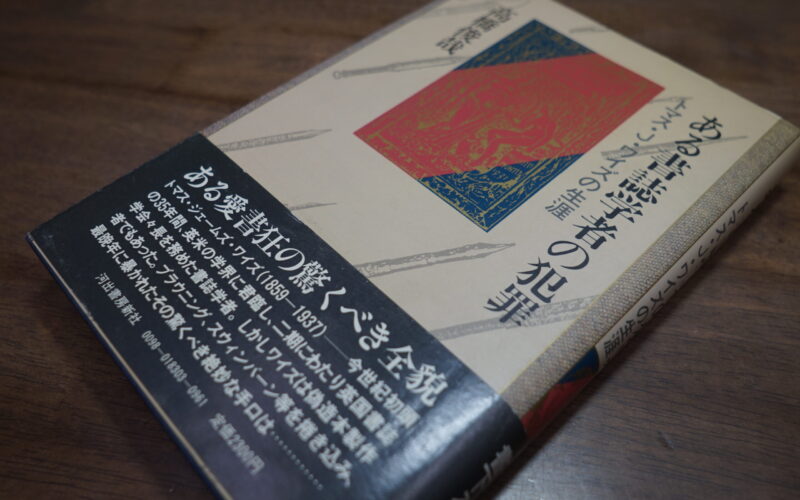 高橋俊哉
ある書誌学者の犯罪
トマス・J・ワイズの生涯
ある愛書狂の驚くべき全貌
トマス・ジェームズ・ワイズ(1859―1937)――今世紀初頭
の35年間、英米の学界に君臨し、二期にわたり英国書誌
学会々長を務めた書誌学者。しかしワイズは偽造本製作
者でもあった。ブラウニング、スウィンバーン等を抱き込み、
最晩年に暴かれたその驚くべき絶妙な手口は…………
河出書房新社 0098-018303-0961
定価2200円
トマス・J・ワイズの生涯